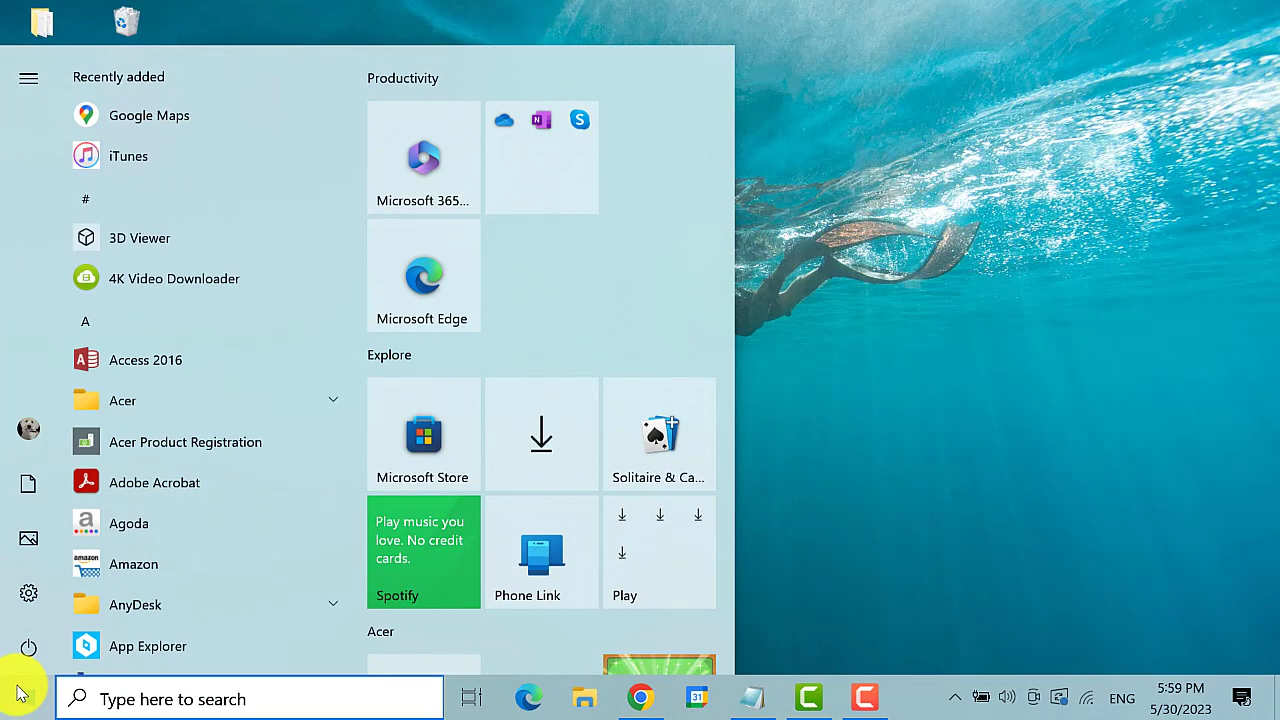 Recently added
Google Maps
iTunes
#
3D Viewer
4K Video Downloader
A
Access 2016
Acer
Acer Product Registration
Adobe Acrobat
Agoda
Amazon
AnyDesk
App Explorer
Productivity
Microsoft 365...
Microsoft Edge
Explore
Microsoft Store
Solitaire & Ca...
Play music you
love. No credit
cards.
Spotify
Phone Link
Play
Acer
Type here to search
ENG
5:59 PM
5/30/2023